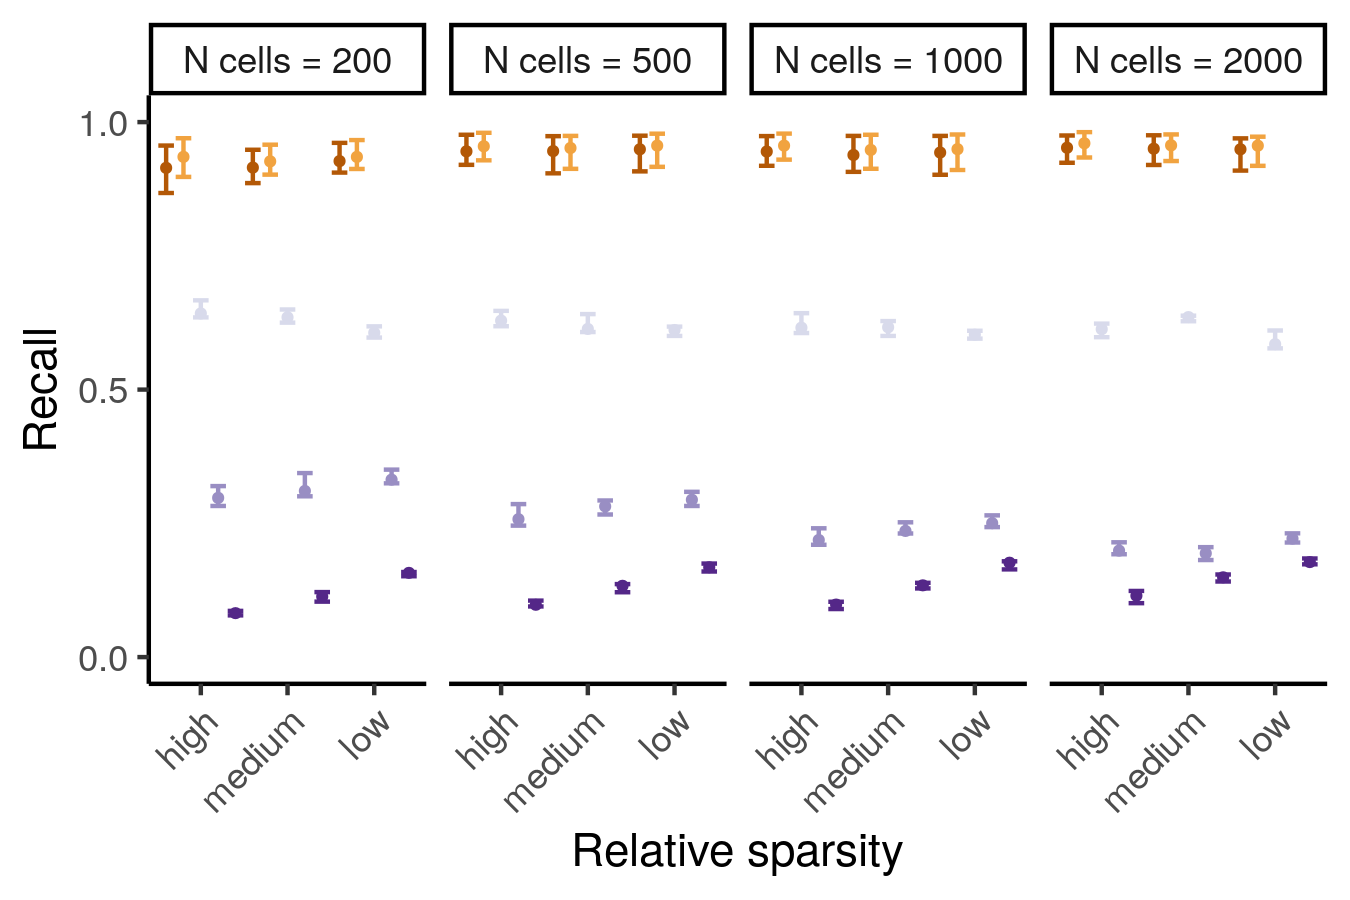 N cells = 200
N cells = 500
N cells = 1000
N cells = 2000
1.0
0.5
0.0
Recall
high
medium
low
high
medium
low
high
medium
low
high
medium
low
Relative sparsity